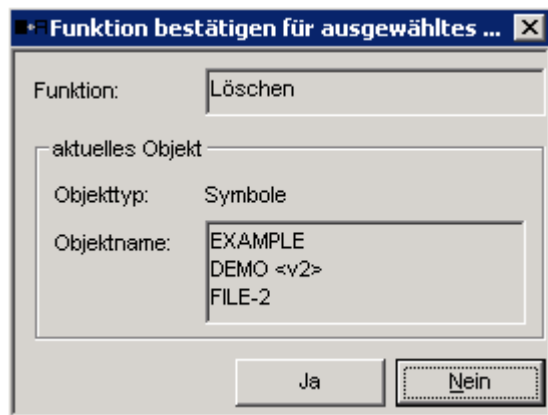 Funktion bestätigen für ausgewähltes ...
Funktion: Löschen
aktuelles Objekt
Objekttyp: Symbole
Objektname: EXAMPLE
DEMO <v2>
FILE-2
Ja Nein